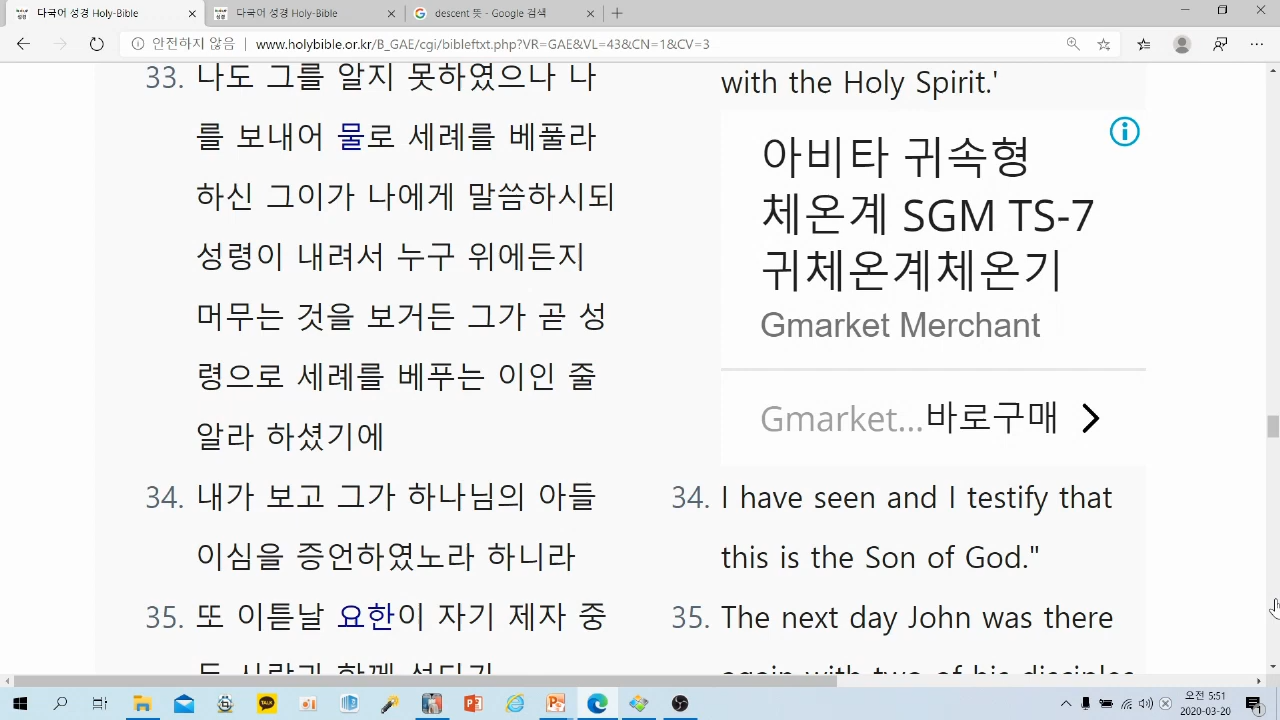 다국어 성경 Holy-Bible
다국어 성경 Holy-Bible
descent 뜻 - Google 검색
안전하지 않음 | www.holybible.or.kr/B_GAE/cgi/bibleftxt.php?VR=GAE&VL=43&CN=1&CV=3
33. 나도 그를 알지 못하였으나 나
를 보내어 물로 세례를 베풀라
하신 그이가 나에게 말씀하시되
성령이 내려서 누구 위에든지
머무는 것을 보거든 그가 곧 성
령으로 세례를 베푸는 이인 줄
알라 하셨기에
34. 내가 보고 그가 하나님의 아들
이심을 증언하였노라 하니라
35. 또 이튿날 요한이 자기 제자 중
with the Holy Spirit.'
아비타 귀속형
체온계 SGM TS-7
귀체온계체온기
Gmarket Merchant
Gmarket... 바로구매
34. I have seen and I testify that
this is the Son of God."
35. The next day John was there
again with two of his disciples
오전 5:51
2020-03-20